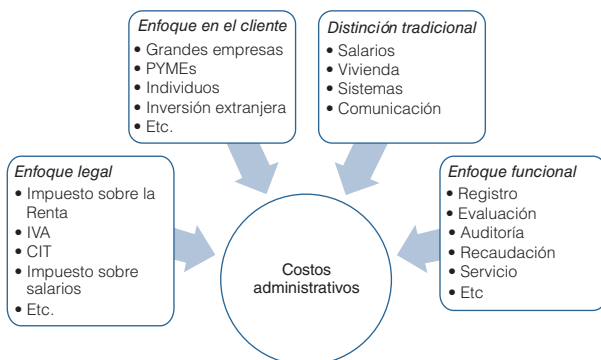 Enfoque en el cliente
• Grandes empresas
• PYMEs
• Individuos
• Inversión extranjera
• Etc.
Distinción tradicional
• Salarios
• Vivienda
• Sistemas
• Comunicación
Enfoque legal
• Impuesto sobre la
Renta
• IVA
• CIT
• Impuesto sobre
salarios
• Etc.
Costos
administrativos
Enfoque funcional
• Registro
• Evaluación
• Auditoría
• Recaudación
• Servicio
• Etc